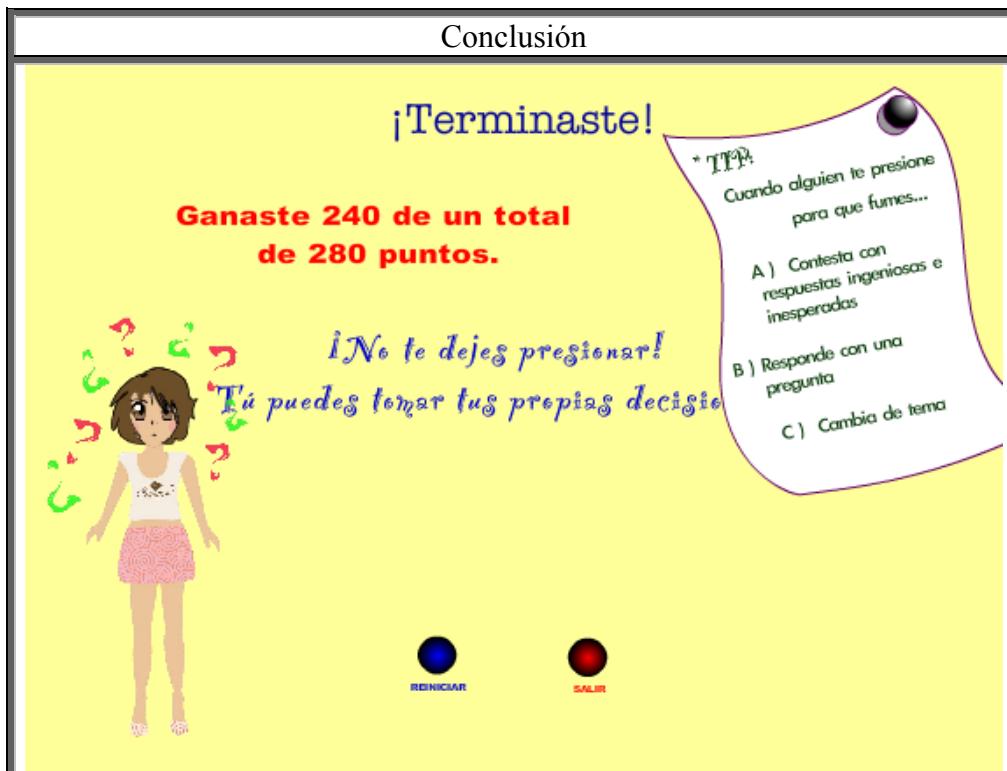 Conclusión
¡Terminaste!
Ganaste 240 de un total
de 280 puntos.
¡No te dejes presionar!
Tú puedes tomar tus propias decisio
* TIP:
Cuando alguien te presione
para que fumes...
A ) Contesta con
respuestas ingeniosas e
inesperadas
B ) Responde con una
pregunta
C ) Cambia de tema
REINICIAR
SALIR